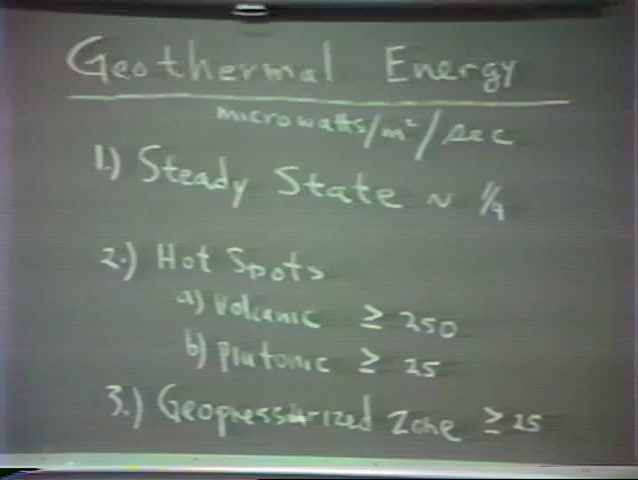 Geothermal Energy
microwatts/m²/sec
1.) Steady State ~ 1/4
2.) Hot Spots
a) Volcanic ≥ 250
b) Plutonic ≥ 25
3.) Geopressurized Zone ≥ 25